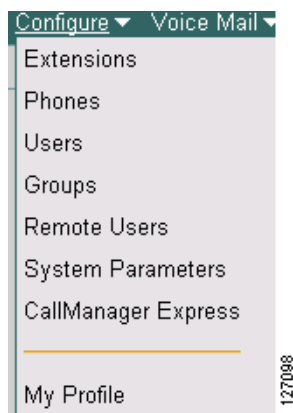 Configure Voice Mail
Extensions
Phones
Users
Groups
Remote Users
System Parameters
CallManager Express
My Profile
127098